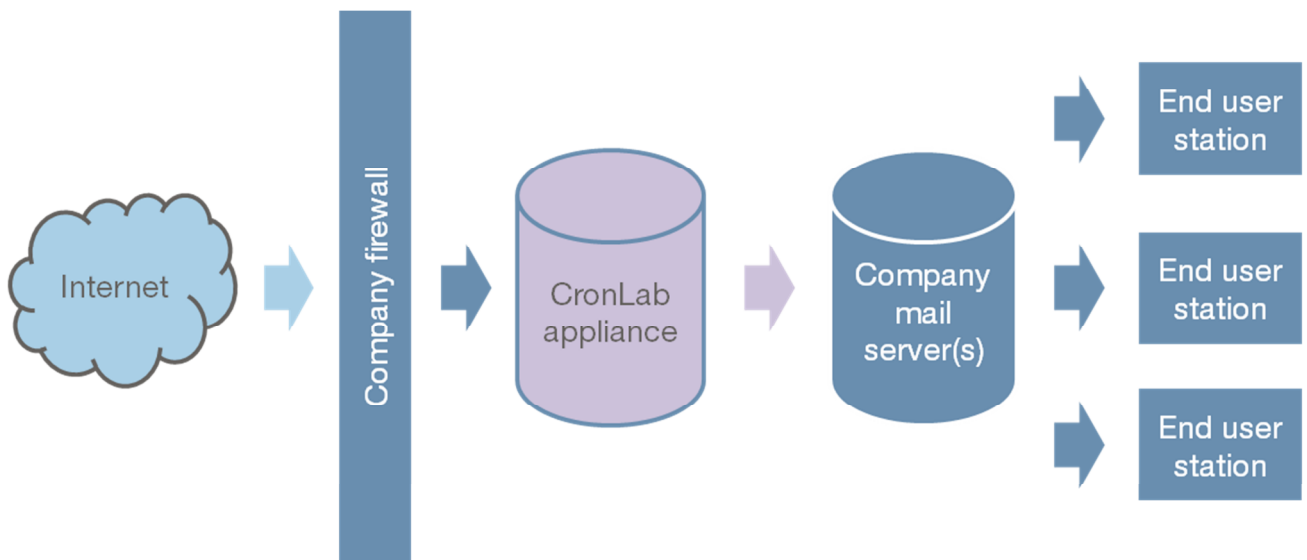 Internet
Company firewall
CronLab
appliance
Company
mail
server(s)
End user
station
End user
station
End user
station